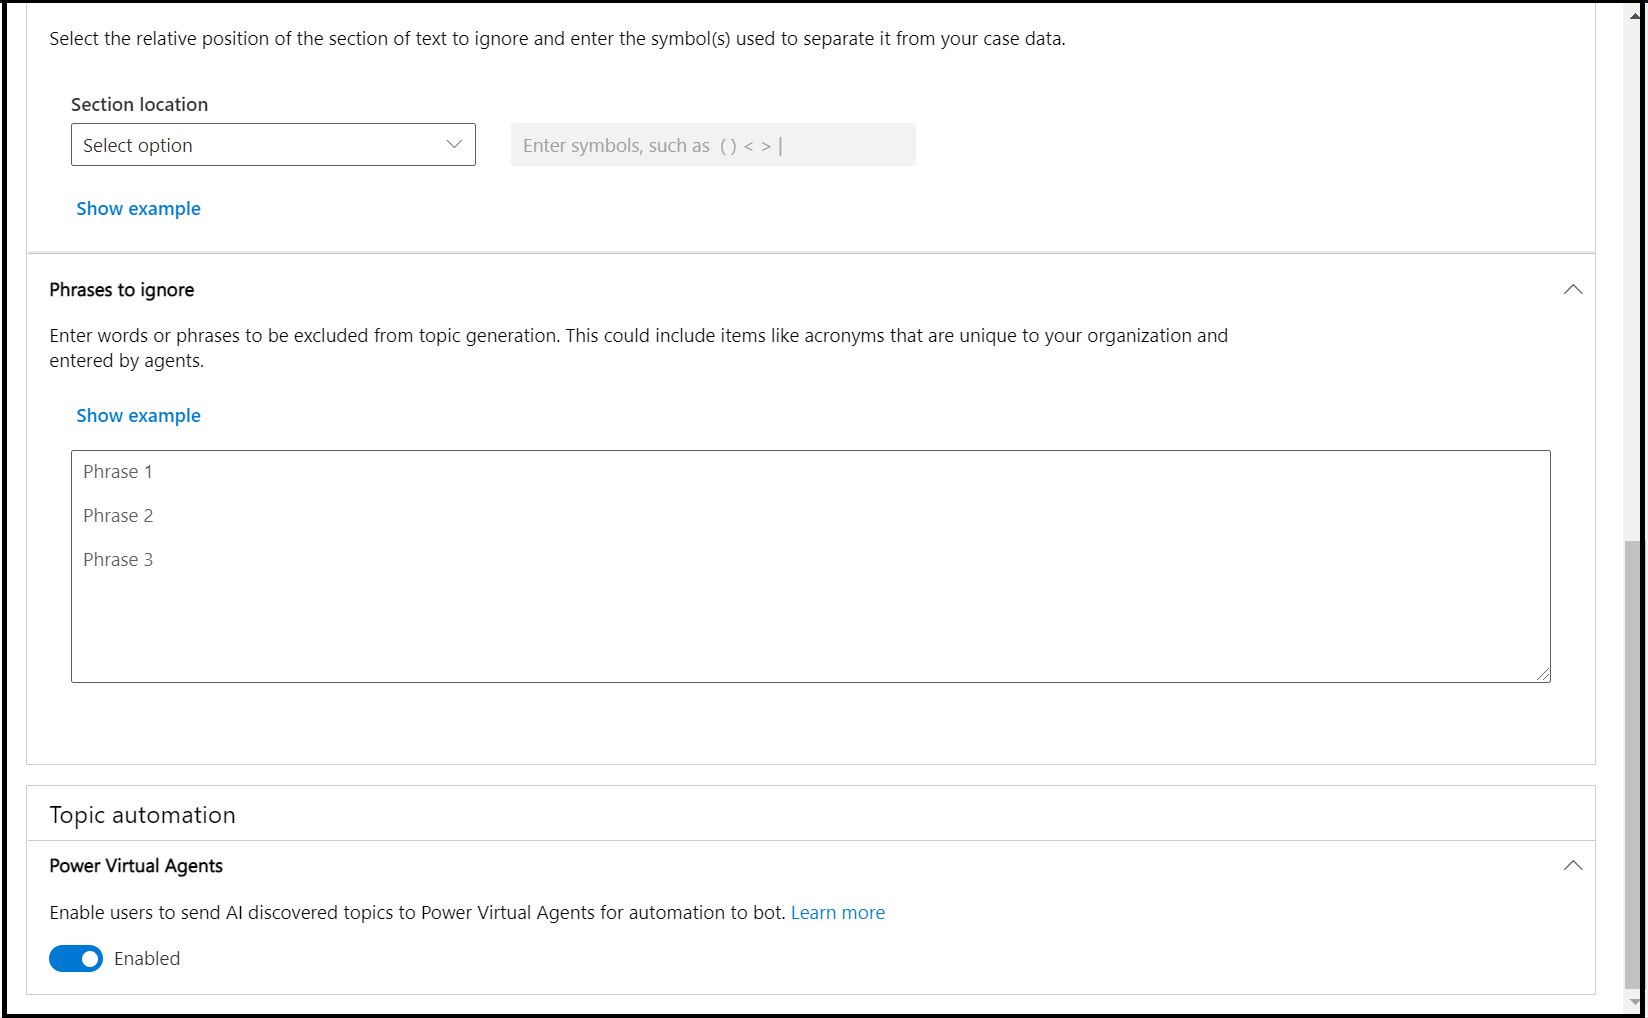 Select the relative position of the section of text to ignore and enter the symbol(s) used to separate it from your case data.
Section location
Select option
Enter symbols, such as ( ) < > |
Show example
Phrases to ignore
Enter words or phrases to be excluded from topic generation. This could include items like acronyms that are unique to your organization and
entered by agents.
Show example
Phrase 1
Phrase 2
Phrase 3
Topic automation
Power Virtual Agents
Enable users to send AI discovered topics to Power Virtual Agents for automation to bot. Learn more
Enabled